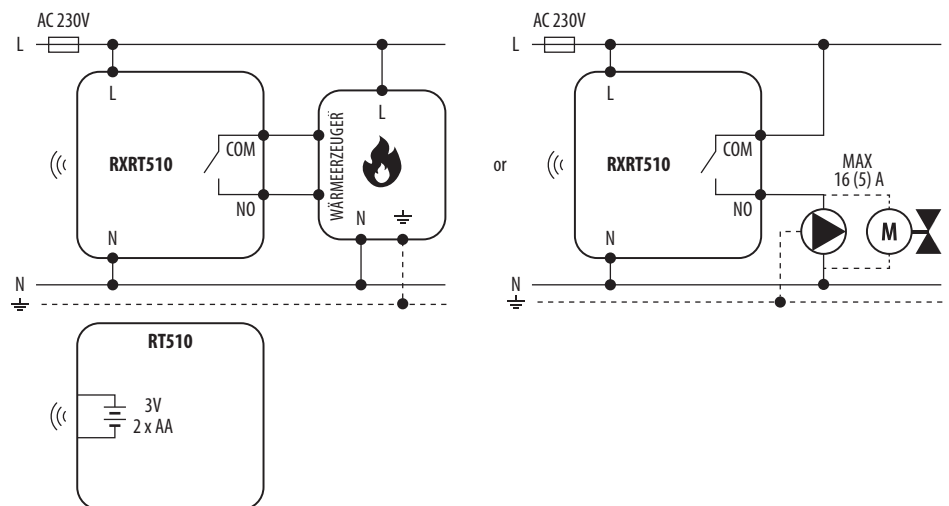 AC 230V
L
L
RXRT510
COM
NO
N
WÄRMEERZEUGER
L
N
N
RT510
3V
2 x AA
or
AC 230V
L
L
RXRT510
COM
NO
N
MAX
16 (5) A
M
N